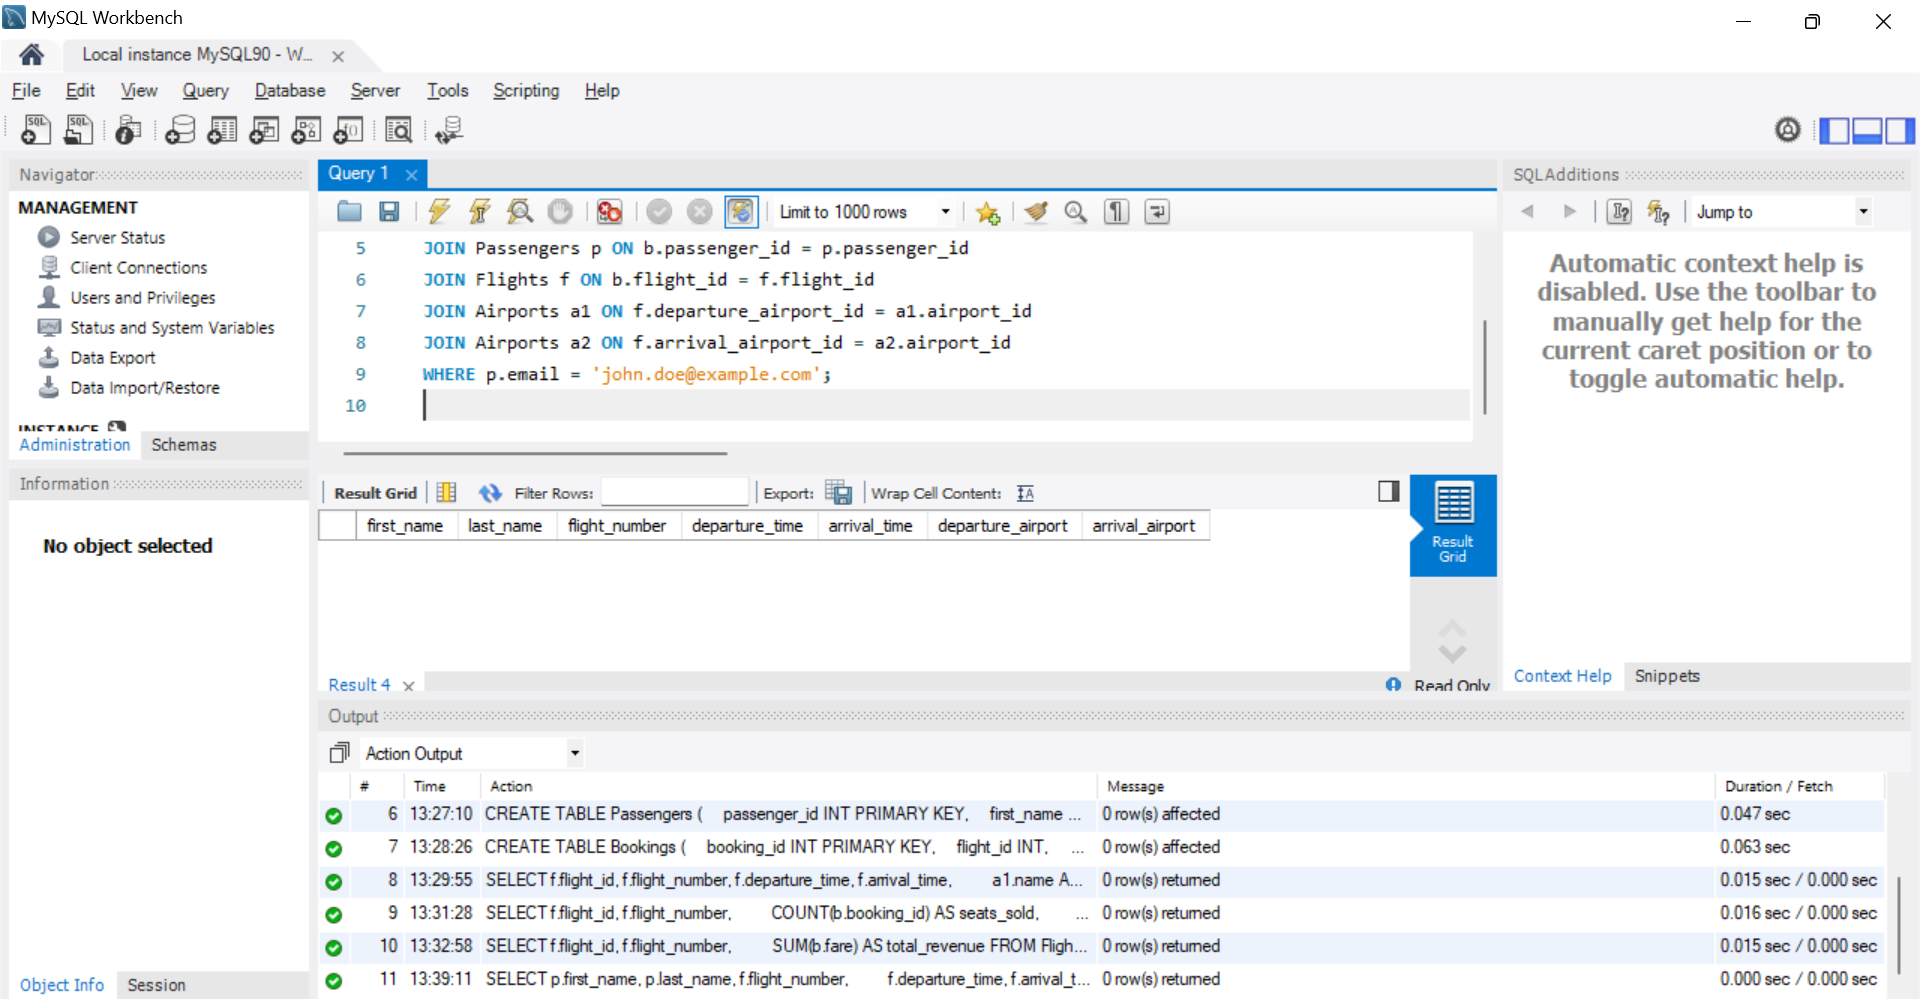 MySQL Workbench
Local instance MySQL90 - W...
File Edit View Query Database Server Tools Scripting Help
Navigator
MANAGEMENT
Server Status
Client Connections
Users and Privileges
Status and System Variables
Data Export
Data Import/Restore
INSTANCE
Administration Schemas
Information
No object selected
Object Info Session
Query 1
Limit to 1000 rows
5 JOIN Passengers p ON b.passenger_id = p.passenger_id
6 JOIN Flights f ON b.flight_id = f.flight_id
7 JOIN Airports a1 ON f.departure_airport_id = a1.airport_id
8 JOIN Airports a2 ON f.arrival_airport_id = a2.airport_id
9 WHERE p.email = 'john.doe@example.com';
10
Result Grid Filter Rows: Export: Wrap Cell Content:
first_name last_name flight_number departure_time arrival_time departure_airport arrival_airport
Result
Grid
Result 4 Read Only
SQLAdditions
Jump to
Automatic context help is
disabled. Use the toolbar to
manually get help for the
current caret position or to
toggle automatic help.
Context Help Snippets
Output
Action Output
# Time Action Message Duration / Fetch
6 13:27:10 CREATE TABLE Passengers ( passenger_id INT PRIMARY KEY, first_name ... 0 row(s) affected 0.047 sec
7 13:28:26 CREATE TABLE Bookings ( booking_id INT PRIMARY KEY, flight_id INT, ... 0 row(s) affected 0.063 sec
8 13:29:55 SELECT f.flight_id, f.flight_number, f.departure_time, f.arrival_time, a1.name A... 0 row(s) returned 0.015 sec / 0.000 sec
9 13:31:28 SELECT f.flight_id, f.flight_number, COUNT(b.booking_id) AS seats_sold, ... 0 row(s) returned 0.016 sec / 0.000 sec
10 13:32:58 SELECT f.flight_id, f.flight_number, SUM(b.fare) AS total_revenue FROM Fligh... 0 row(s) returned 0.015 sec / 0.000 sec
11 13:39:11 SELECT p.first_name, p.last_name, f.flight_number, f.departure_time, f.arrival_t... 0 row(s) returned 0.000 sec / 0.000 sec